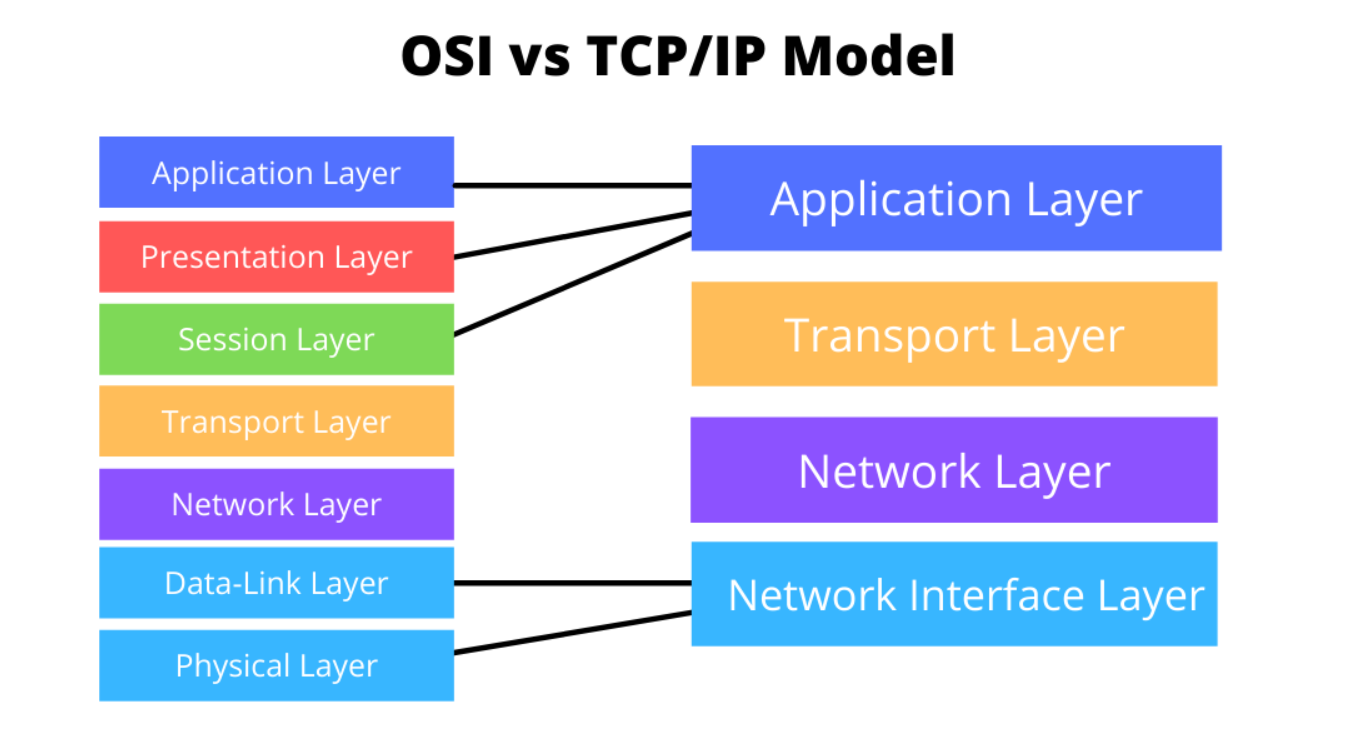 OSI vs TCP/IP Model
Application Layer
Presentation Layer
Session Layer
Transport Layer
Network Layer
Data-Link Layer
Physical Layer
Application Layer
Transport Layer
Network Layer
Network Interface Layer